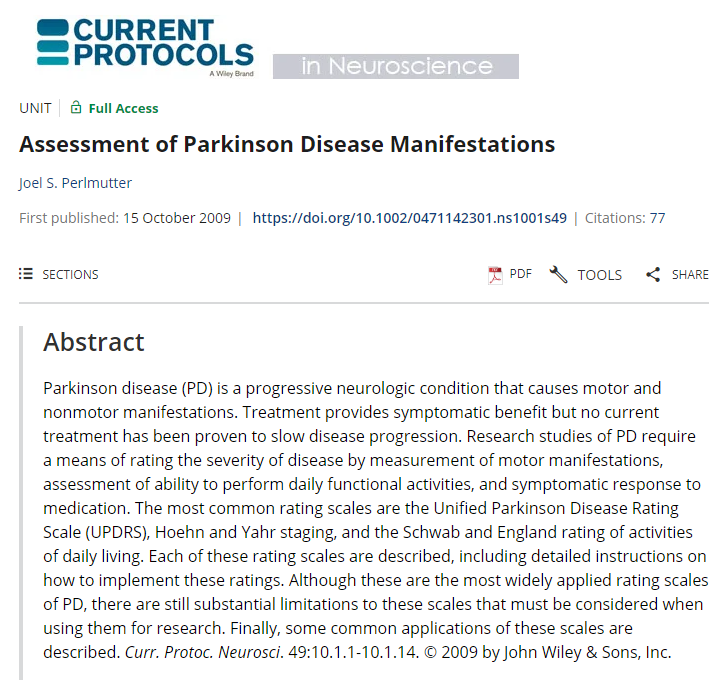 CURRENT
PROTOCOLS
A Wiley Brand
in Neuroscience
UNIT Full Access
Assessment of Parkinson Disease Manifestations
Joel S. Perlmutter
First published: 15 October 2009 | https://doi.org/10.1002/0471142301.ns1001s49 | Citations: 77
SECTIONS PDF TOOLS SHARE
Abstract
Parkinson disease (PD) is a progressive neurologic condition that causes motor and
nonmotor manifestations. Treatment provides symptomatic benefit but no current
treatment has been proven to slow disease progression. Research studies of PD require
a means of rating the severity of disease by measurement of motor manifestations,
assessment of ability to perform daily functional activities, and symptomatic response to
medication. The most common rating scales are the Unified Parkinson Disease Rating
Scale (UPDRS), Hoehn and Yahr staging, and the Schwab and England rating of activities
of daily living. Each of these rating scales are described, including detailed instructions on
how to implement these ratings. Although these are the most widely applied rating scales
of PD, there are still substantial limitations to these scales that must be considered when
using them for research. Finally, some common applications of these scales are
described. Curr. Protoc. Neurosci. 49:10.1.1-10.1.14. © 2009 by John Wiley & Sons, Inc.